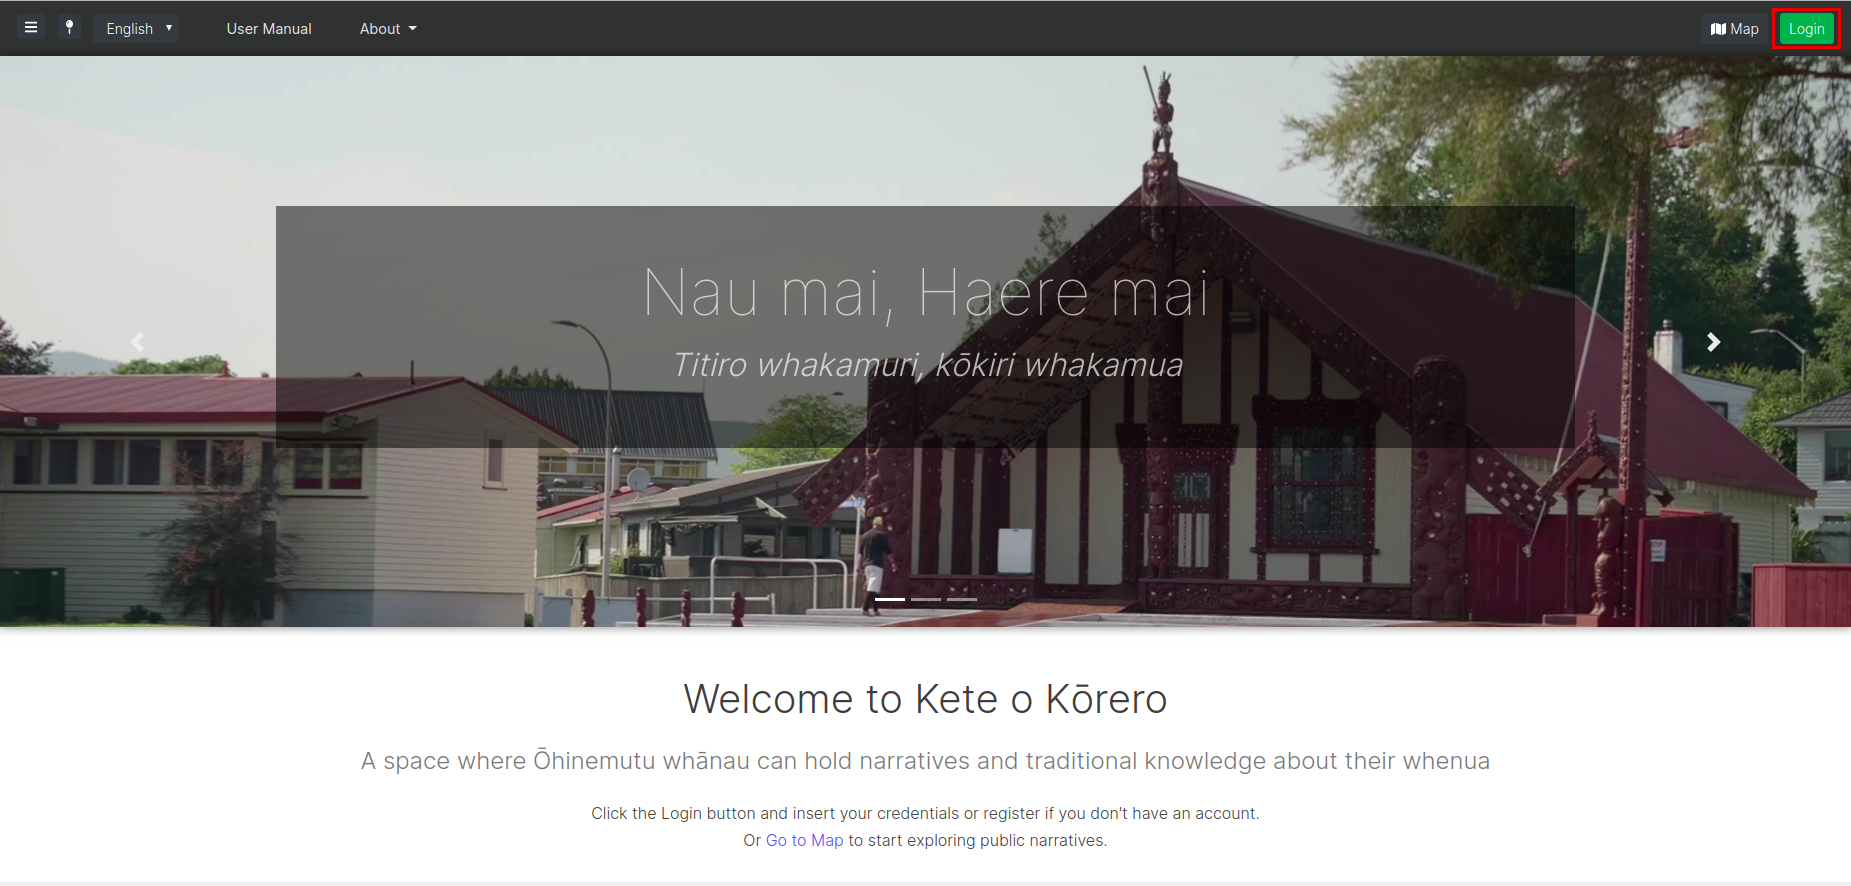 English
User Manual
About
Map
Login
Nau mai, Haere mai
Titiro whakamuri, kōkiri whakamua
Welcome to Kete o Kōrero
A space where Ōhinemutu whānau can hold narratives and traditional knowledge about their whenua
Click the Login button and insert your credentials or register if you don't have an account.
Or Go to Map to start exploring public narratives.